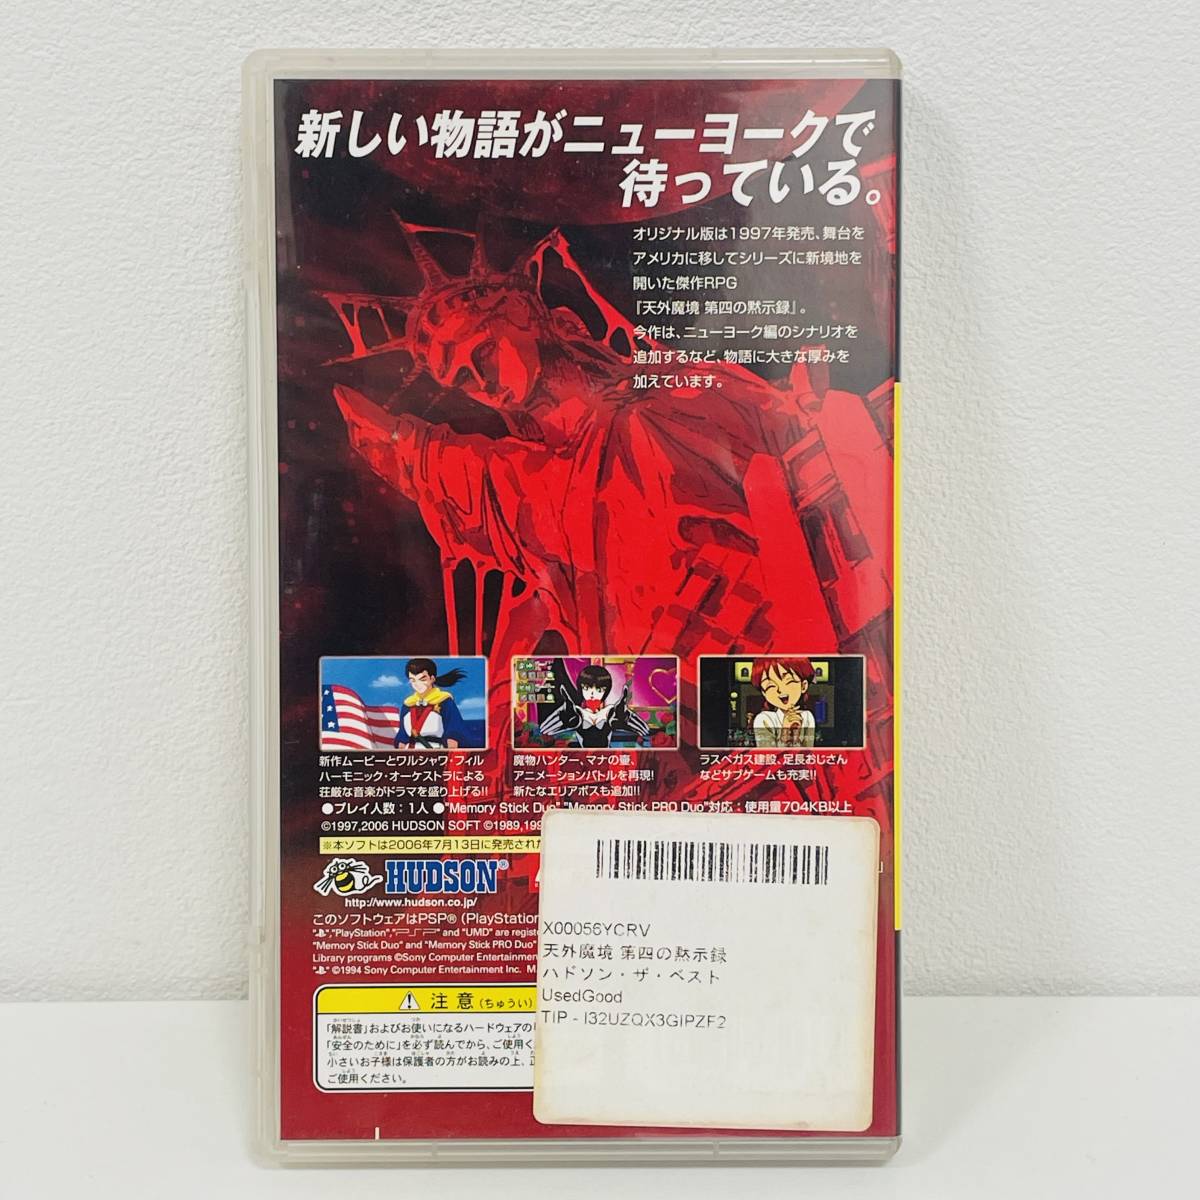 新しい物語がニューヨークで
待っている。
オリジナル版は1997年発売、舞台を
アメリカに移してシリーズに新境地を
開いた傑作RPG
『天外魔境 第四の黙示録』。
今作は、ニューヨーク編のシナリオを
追加するなど、物語に大きな厚みを
加えています。
新作ムービーとワルシャワ・フィル
ハーモニック・オーケストラによる
荘厳な音楽がドラマを盛り上げる!!
魔物ハンター、マナの壷、
アニメーションバトルを再現!
新たなエリアボスも追加!!
ラスベガス建設、足長おじさん
などサブゲームも充実!!
●プレイ人数：1人 ●"Memory Stick Duo" "Memory Stick PRO Duo"対応：使用量704KB以上
©1997,2006 HUDSON SOFT ©1989,199
※本ソフトは2006年7月13日に発売された
HUDSON®
http://www.hudson.co.jp/
このソフトウェアはPSP® (PlayStation
"PlayStation", "PSP" and "UMD" are regist
"Memory Stick Duo" and "Memory Stick PRO Duo"
Library programs ©Sony Computer Entertainment
©1994 Sony Computer Entertainment Inc.
注意 (ちゅうい)
「解説書」およびお使いになるハードウェアの
「安全のために」を必ず読んでから、ご使用く
小さいお子様は保護者の方がお読みの上、正
ご使用ください。
X00056YCRV
天外魔境 第四の黙示録
ハドソン・ザ・ベスト
UsedGood
TIP - I32UZQX3GIPZF2